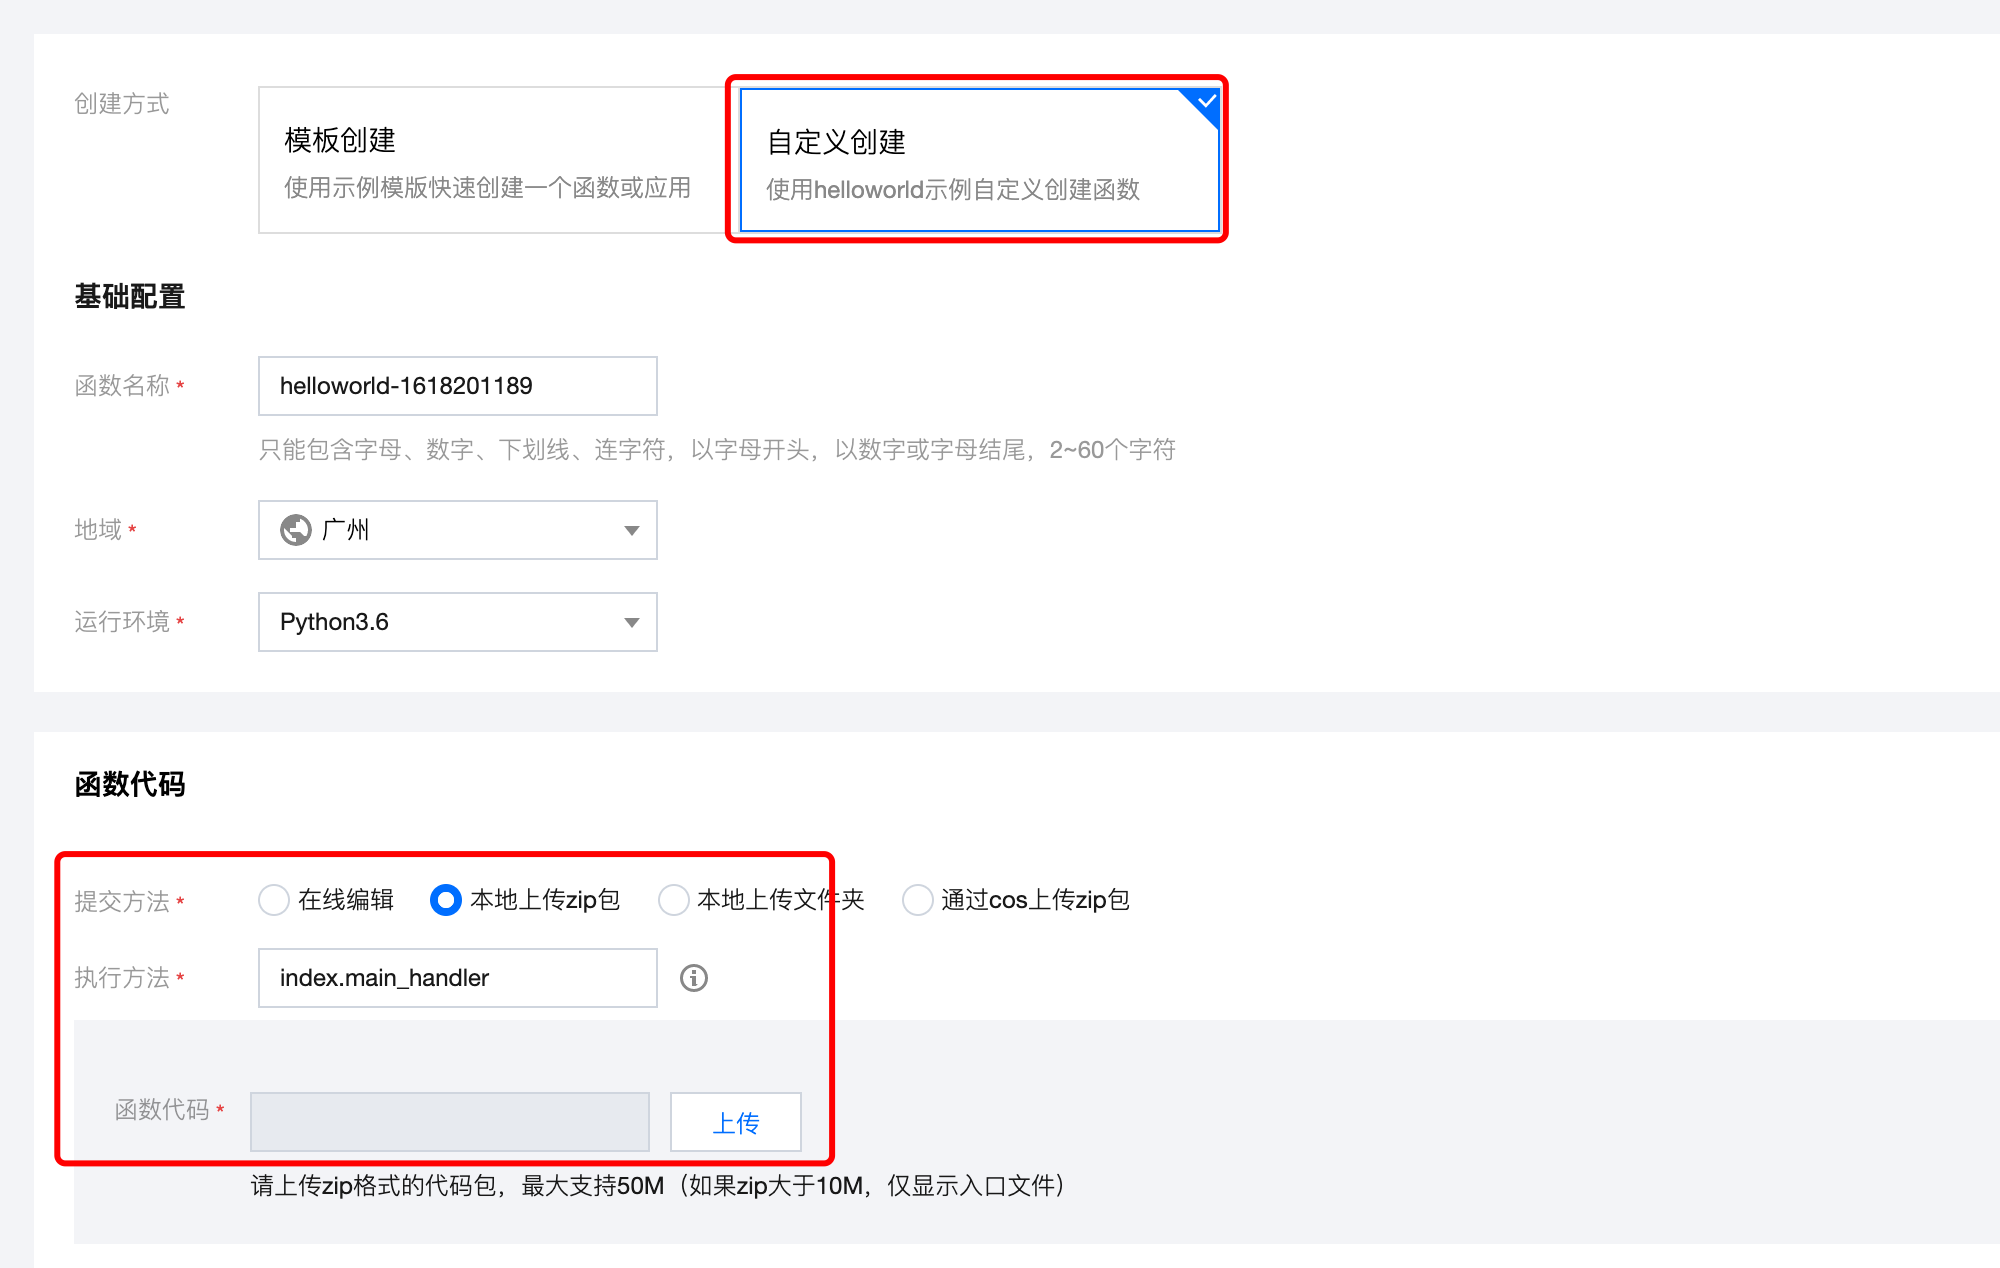 创建方式
模板创建
使用示例模版快速创建一个函数或应用
自定义创建
使用helloworld示例自定义创建函数
基础配置
函数名称 *
helloworld-1618201189
只能包含字母、数字、下划线、连字符，以字母开头，以数字或字母结尾，2~60个字符
地域 *
广州
运行环境 *
Python3.6
函数代码
提交方法 *
在线编辑
本地上传zip包
本地上传文件夹
通过cos上传zip包
执行方法 *
index.main_handler
函数代码 *
上传
请上传zip格式的代码包，最大支持50M（如果zip大于10M，仅显示入口文件）